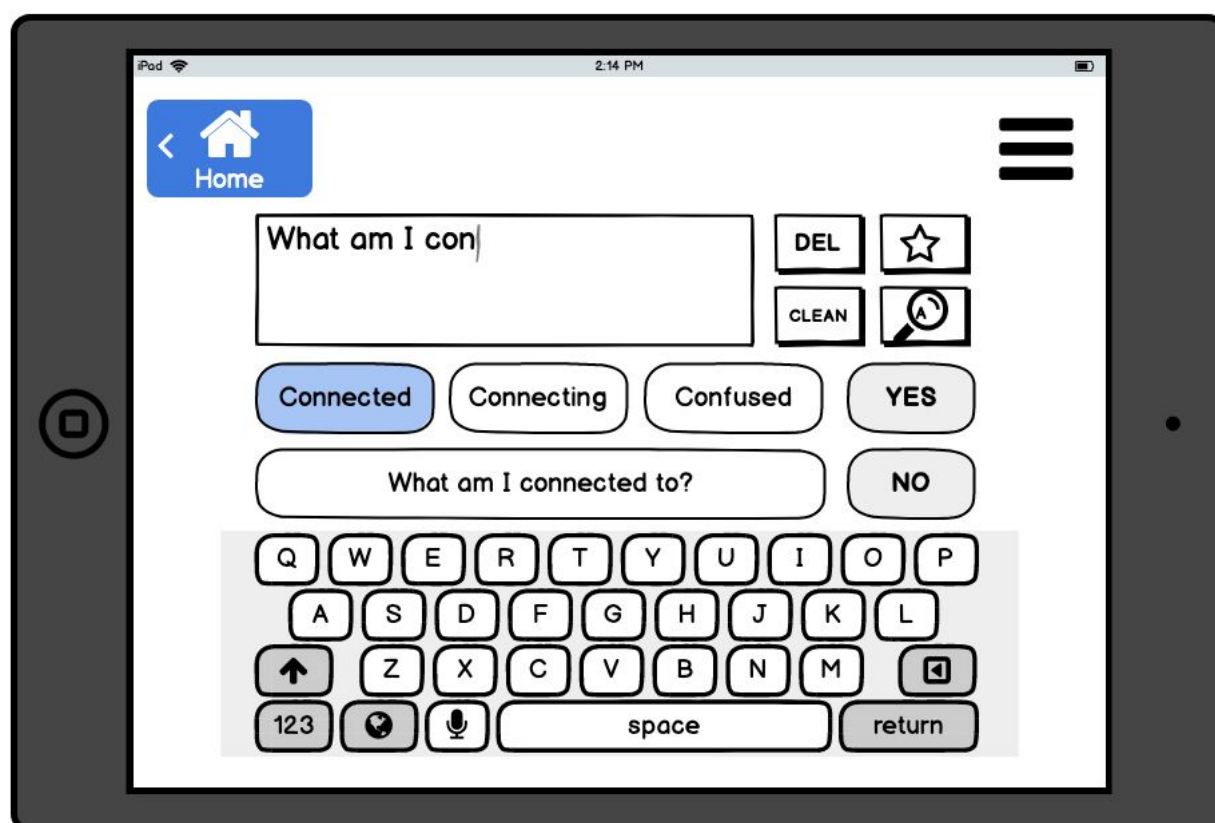 iPod 2:14 PM
Home
What am I con
DEL
CLEAN A
Connected Connecting Confused YES
What am I connected to? NO
Q W E R T Y U I O P
A S D F G H J K L
Z X C V B N M
123 space return